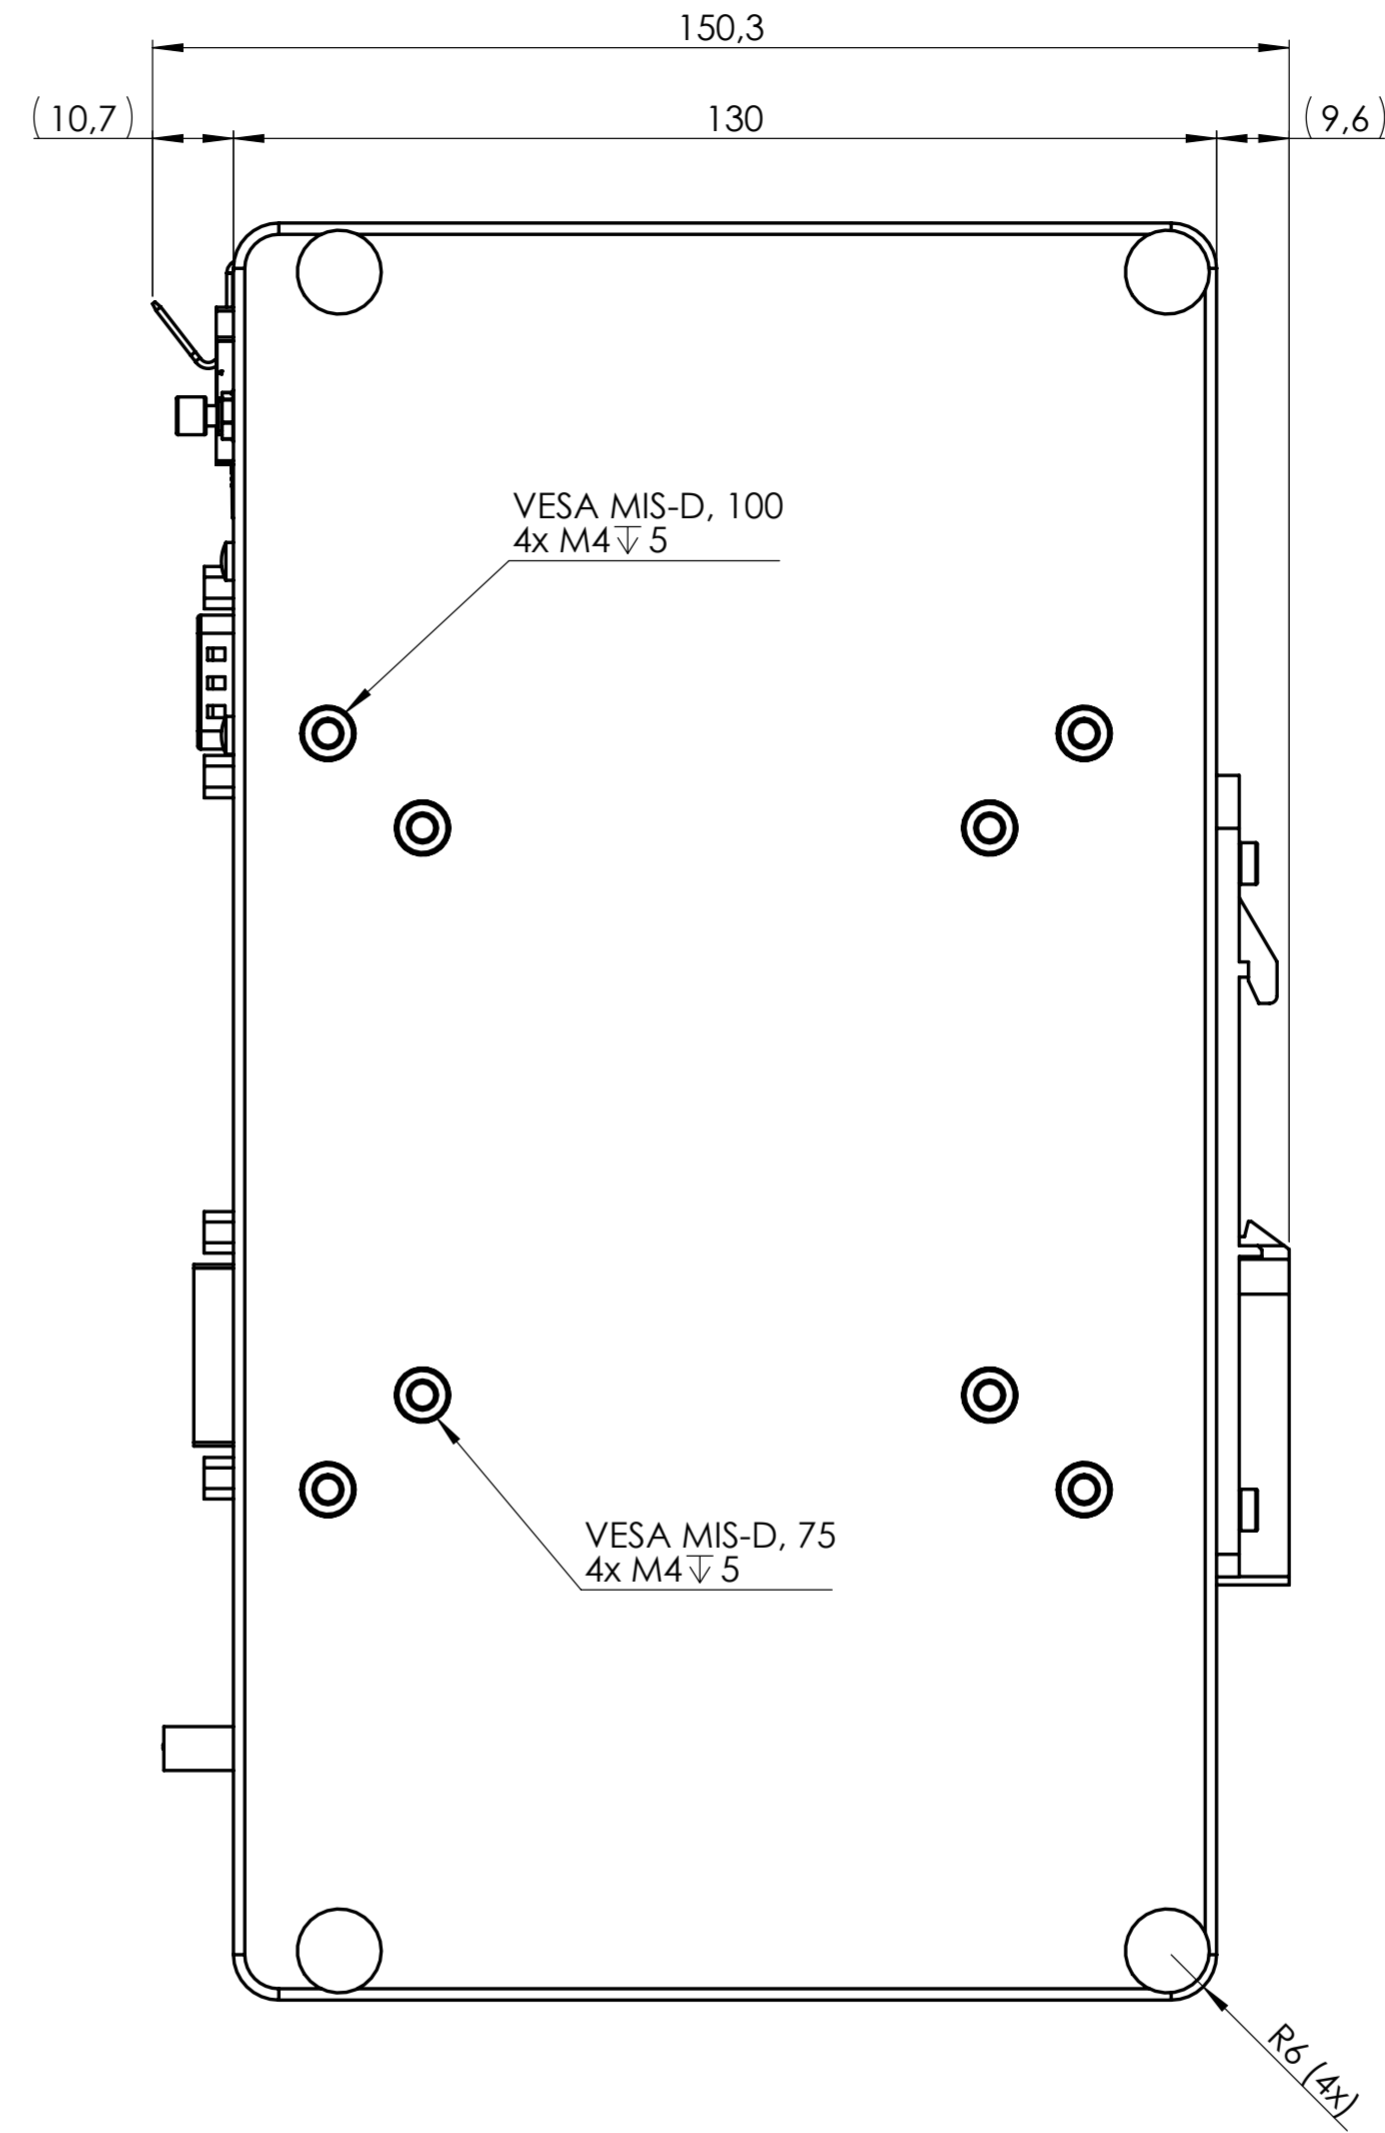 150,3
(10,7)
130
(9,6)
VESA MIS-D, 100
4x M4↧5
VESA MIS-D, 75
4x M4↧5
R6 (4x)